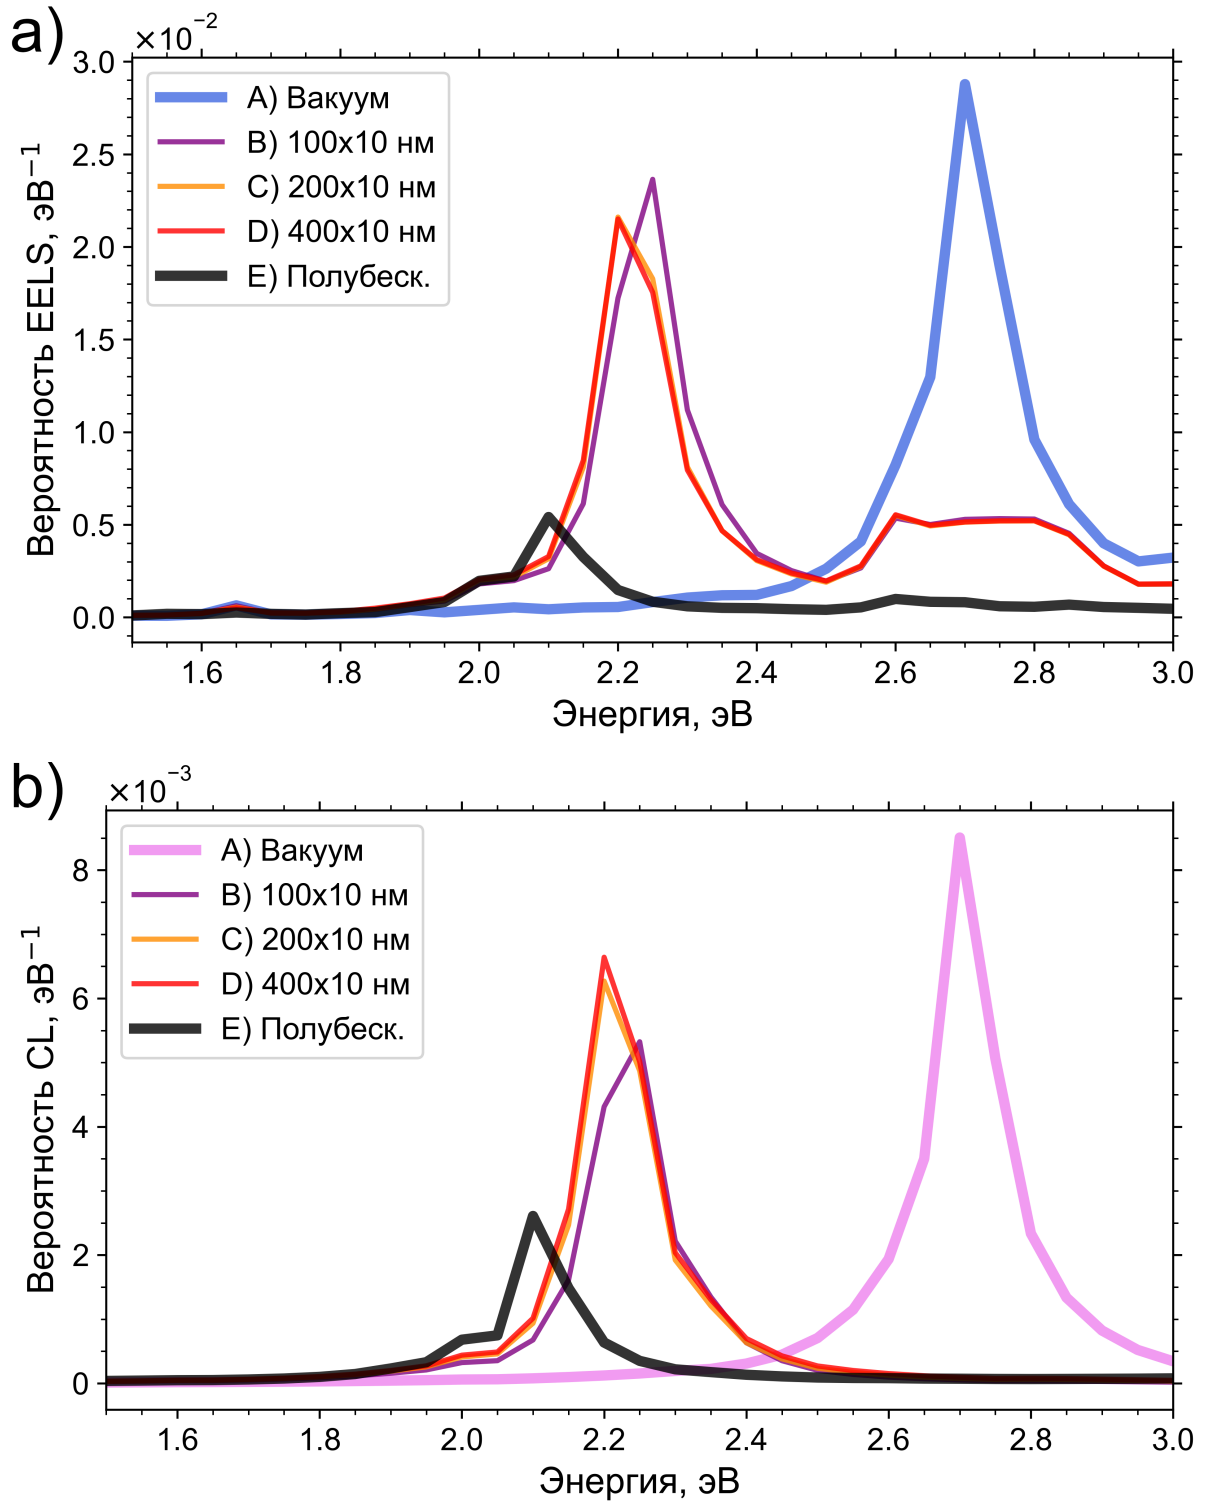 a)
×10⁻²
3.0
2.5
2.0
1.5
1.0
0.5
0.0
Вероятность EELS, эВ⁻¹
A) Вакуум
B) 100x10 нм
C) 200x10 нм
D) 400x10 нм
E) Полубеск.
1.6 1.8 2.0 2.2 2.4 2.6 2.8 3.0
Энергия, эВ
b)
×10⁻³
8
6
4
2
0
Вероятность CL, эВ⁻¹
A) Вакуум
B) 100x10 нм
C) 200x10 нм
D) 400x10 нм
E) Полубеск.
1.6 1.8 2.0 2.2 2.4 2.6 2.8 3.0
Энергия, эВ